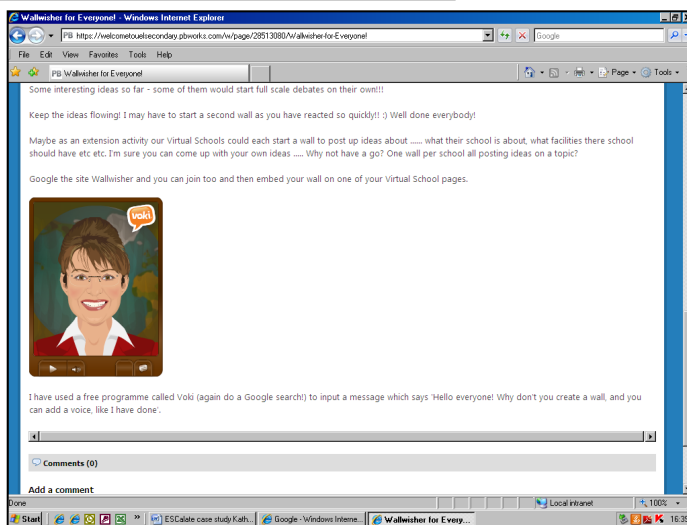 Wallwisher for Everyone! - Windows Internet Explorer
PB http://welcometouelsecondary.pbworks.com/w/page/28513080/Wallwisher-for-Everyone!
Google
File Edit View Favorites Tools Help
PB Wallwisher for Everyone!
Page Tools
Some interesting ideas so far - some of them would start full scale debates on their own!!!
Keep the ideas flowing! I may have to start a second wall as you have reacted so quickly!! :) Well done everybody!
Maybe as an extension activity our Virtual Schools could each start a wall to post up ideas about ...... what their school is about, what facilities there school
should have etc etc. I'm sure you can come up with your own ideas ..... Why not have a go? One wall per school all posting ideas on a topic?
Google the site Wallwisher and you can join too and then embed your wall on one of your Virtual School pages.
voki
I have used a free programme called Voki (again do a Google search!) to input a message which says 'Hello everyone! Why don't you create a wall, and you
can add a voice, like I have done'.
Comments (0)
Add a comment
Done
Local intranet
100%
Start
ESCalate case study Kath...
Google - Windows Interne...
Wallwisher for Every...